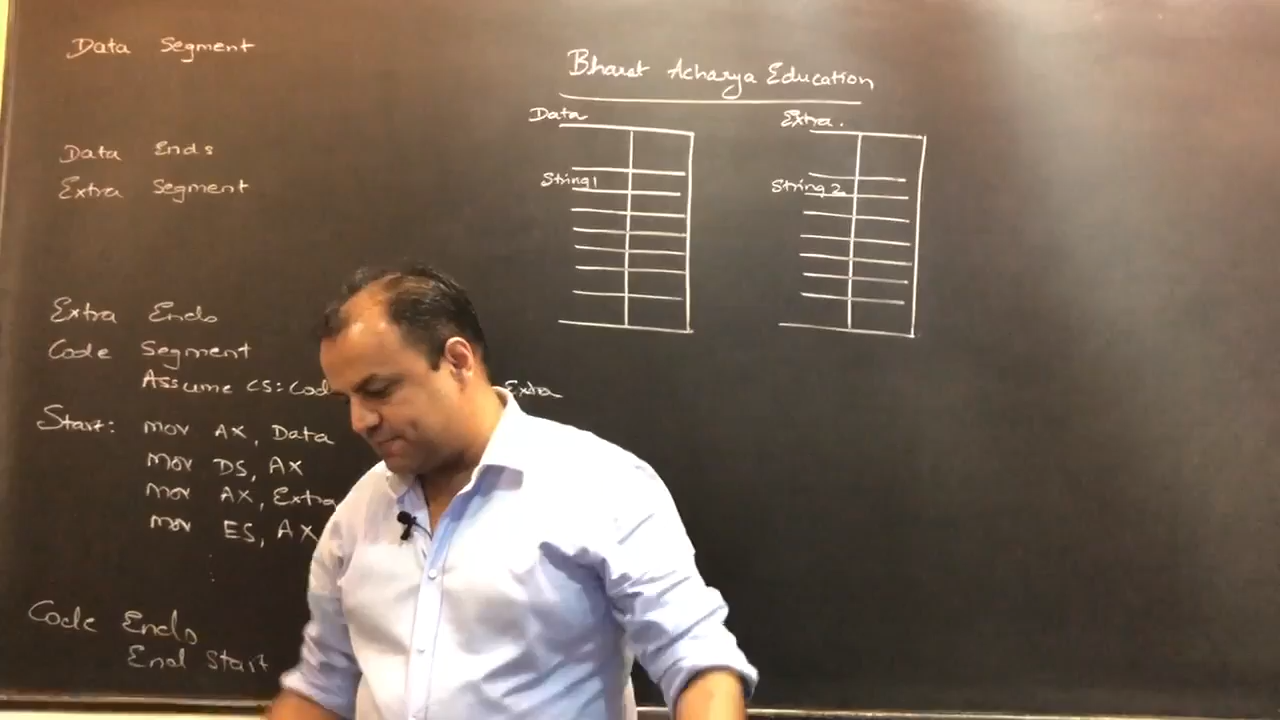 Data Segment
Data Ends
Extra Segment
Extra Ends
Code Segment
Assume CS: Cod Extra
Start: mov AX, Data
mov DS, AX
mov AX, Extra
mov ES, AX
:
Code Ends
End Start
Bharat Acharya Education
Data
String1
Extra.
String2